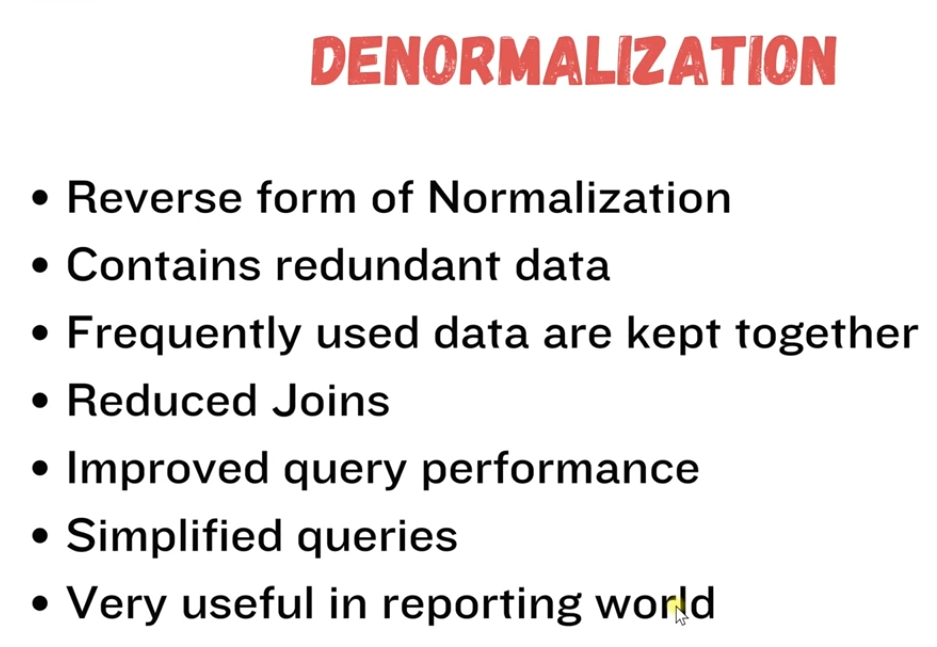 DENORMALIZATION
• Reverse form of Normalization
• Contains redundant data
• Frequently used data are kept together
• Reduced Joins
• Improved query performance
• Simplified queries
• Very useful in reporting world